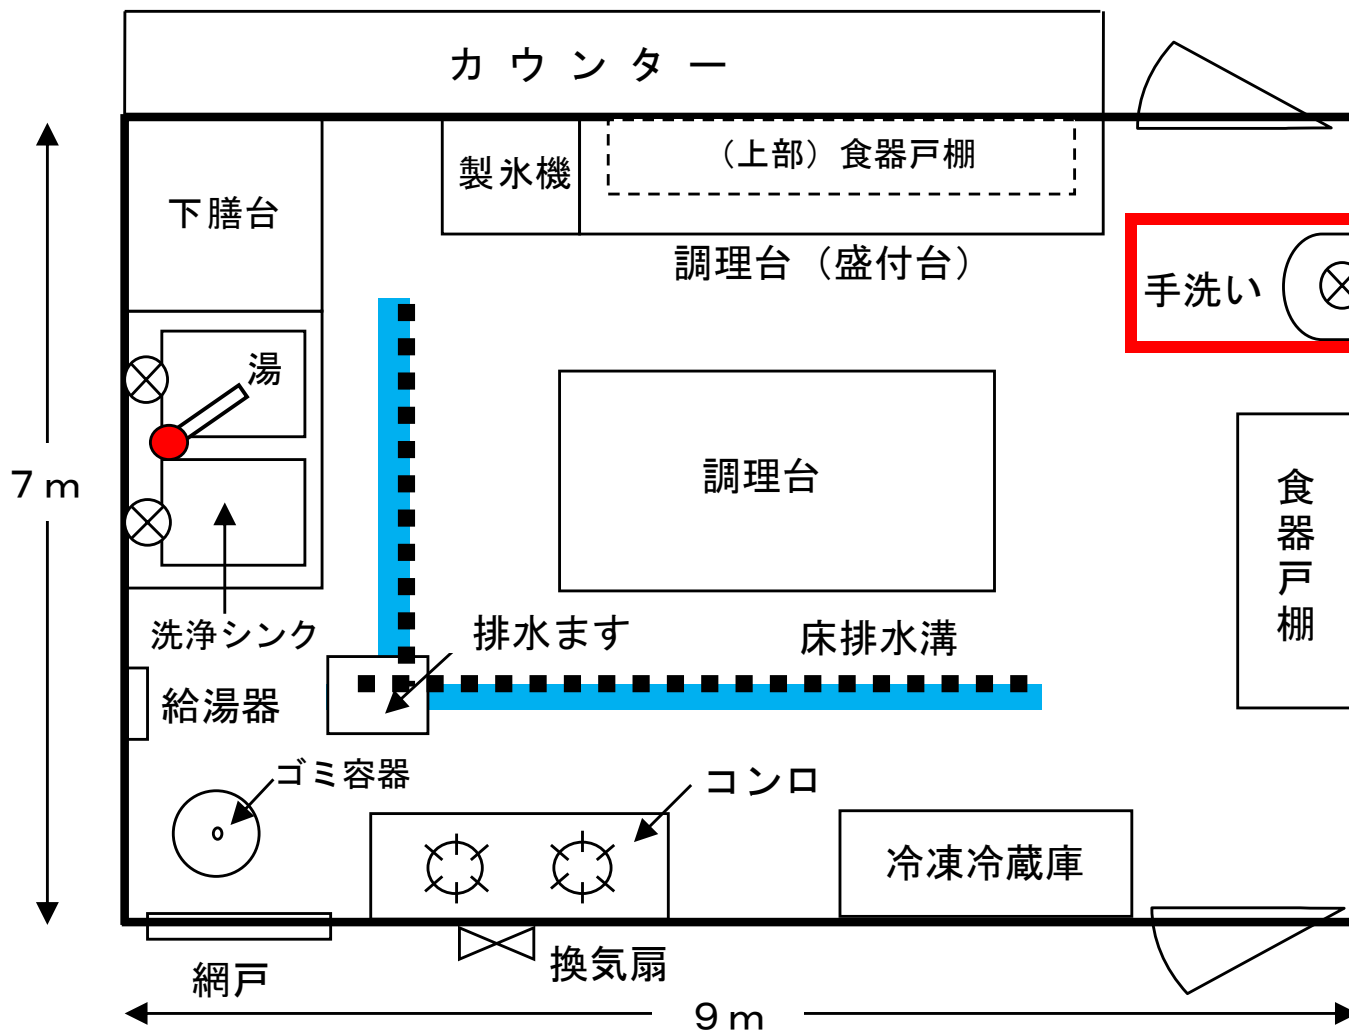 カウンター
製氷機
（上部）食器戸棚
下膳台
調理台（盛付台）
手洗い
湯
調理台
7m
食器戸棚
洗浄シンク
排水ます
床排水溝
給湯器
ゴミ容器
コンロ
冷凍冷蔵庫
網戸
換気扇
9m